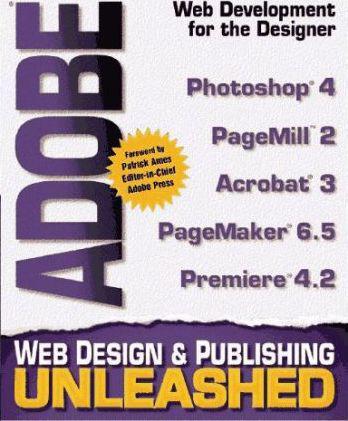 ADOBE®
Web Development
for the Designer
Photoshop® 4
PageMill™ 2
Acrobat® 3
PageMaker® 6.5
Premiere® 4.2
Foreword by
Patrick Ames
Editor-in-Chief
Adobe Press
WEB DESIGN & PUBLISHING
UNLEASHED